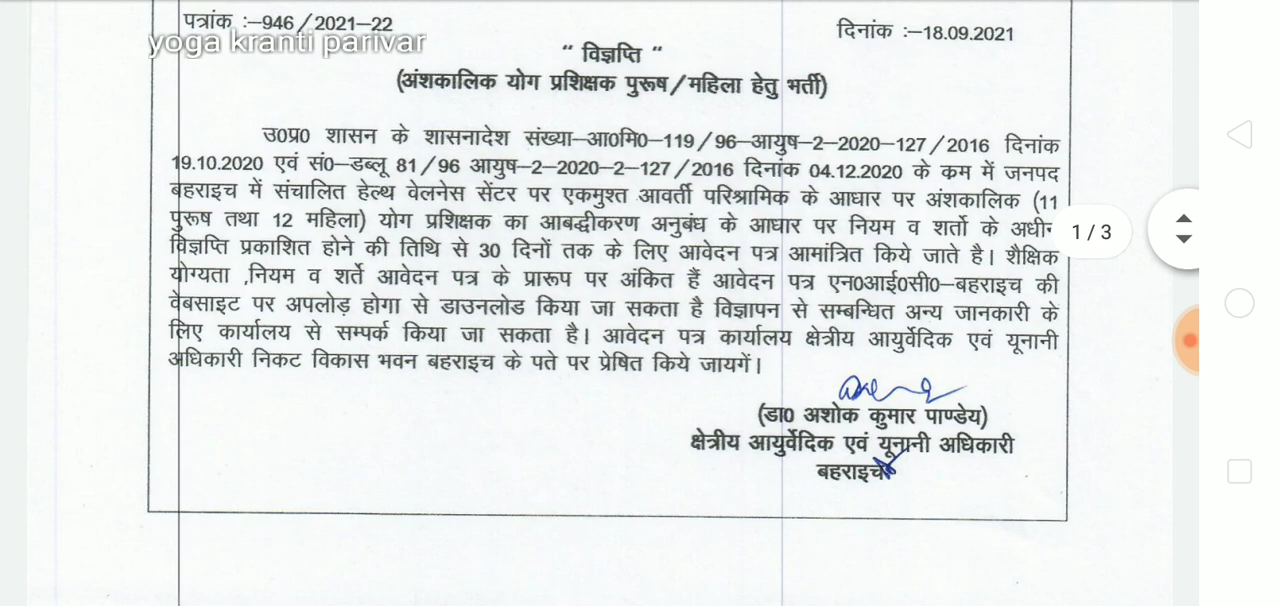 पत्रांक :–946/2021–22
दिनांक :–18.09.2021
yoga kranti parivar
“ विज्ञप्ति “
(अंशकालिक योग प्रशिक्षक पुरूष/महिला हेतु भर्ती)
उ0प्र0 शासन के शासनादेश संख्या–आ0मि0–119/96–आयुष–2–2020–127/2016 दिनांक
19.10.2020 एवं सं0–डब्लू 81/96 आयुष–2–2020–2–127/2016 दिनांक 04.12.2020 के कम में जनपद
बहराइच में संचालित हेल्थ वेलनेस सेंटर पर एकमुश्त आवर्ती परिश्रामिक के आधार पर अंशकालिक (11
पुरूष तथा 12 महिला) योग प्रशिक्षक का आबद्धीकरण अनुबंध के आधार पर नियम व शर्तो के अधीन
विज्ञप्ति प्रकाशित होने की तिथि से 30 दिनों तक के लिए आवेदन पत्र आमांत्रित किये जाते है। शैक्षिक
1 / 3
योग्यता ,नियम व शर्ते आवेदन पत्र के प्रारूप पर अंकित हैं आवेदन पत्र एन0आई0सी0–बहराइच की
वेबसाइट पर अपलोड़ होगा से डाउनलोड किया जा सकता है विज्ञापन से सम्बन्धित अन्य जानकारी के
लिए कार्यालय से सम्पर्क किया जा सकता है। आवेदन पत्र कार्यालय क्षेत्रीय आयुर्वेदिक एवं यूनानी
अधिकारी निकट विकास भवन बहराइच के पते पर प्रेषित किये जायगें।
(डा0 अशोक कुमार पाण्डेय)
क्षेत्रीय आयुर्वेदिक एवं यूनानी अधिकारी
बहराइच